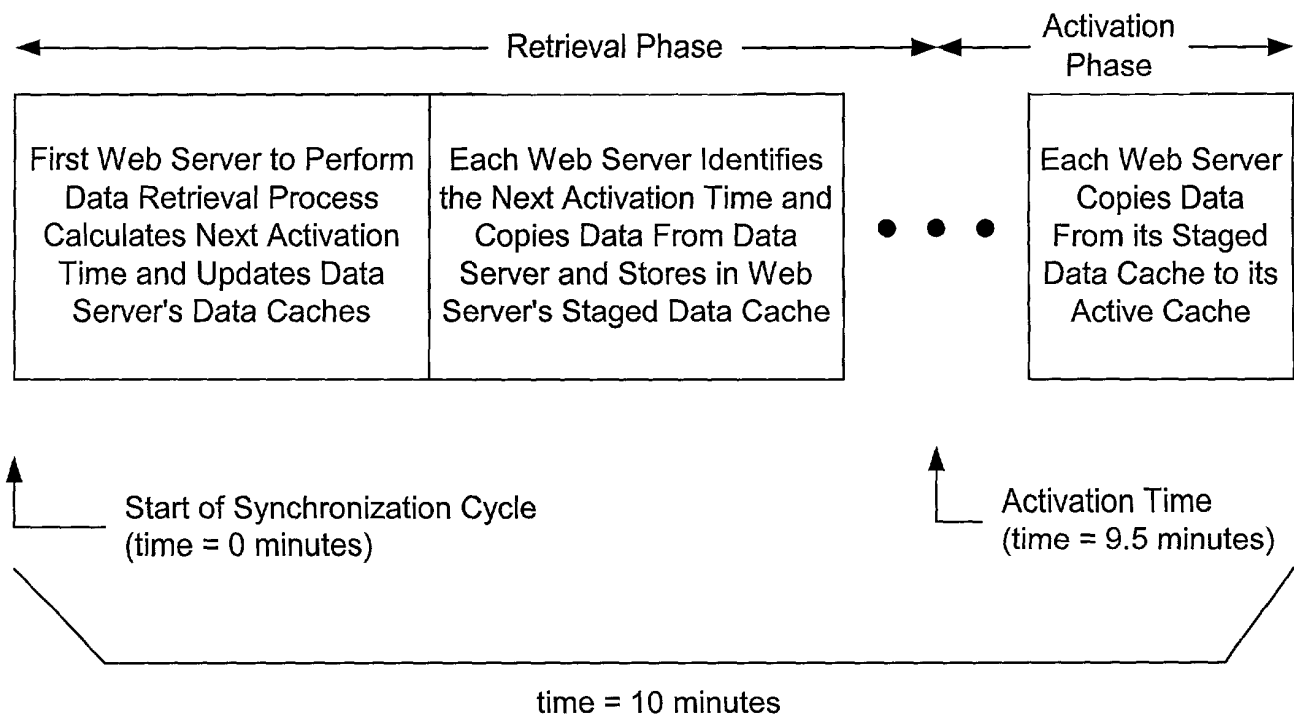 Retrieval Phase
Activation
Phase
First Web Server to Perform
Data Retrieval Process
Calculates Next Activation
Time and Updates Data
Server's Data Caches
Each Web Server Identifies
the Next Activation Time and
Copies Data From Data
Server and Stores in Web
Server's Staged Data Cache
Each Web Server
Copies Data
From its Staged
Data Cache to its
Active Cache
Start of Synchronization Cycle
(time = 0 minutes)
Activation Time
(time = 9.5 minutes)
time = 10 minutes